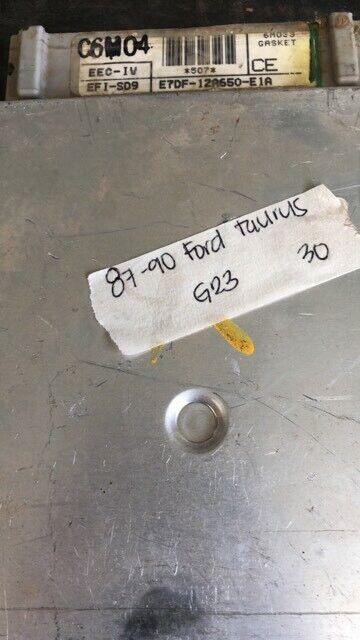 C6M04
6M033
GASKET
EEC-IV
*507*
CE
EFI-SD9
E7DF-12A650-E1A
87-90 Ford taurus
G23 30